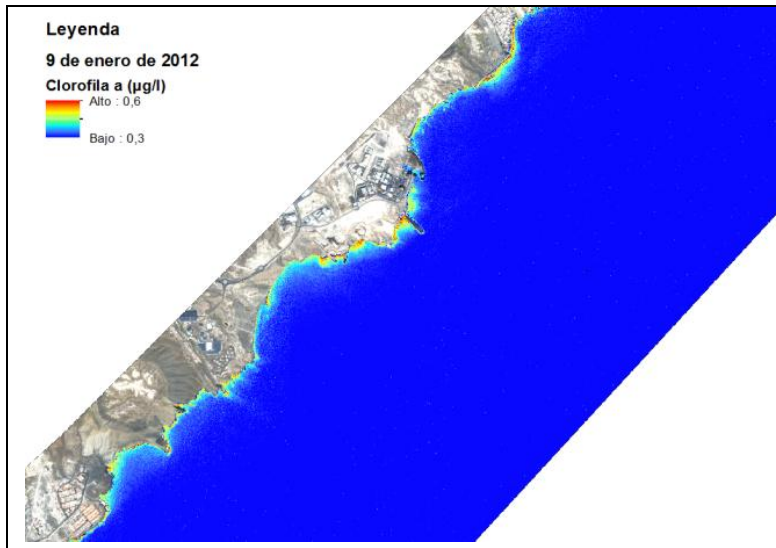 Leyenda
9 de enero de 2012
Clorofila a (µg/l)
Alto : 0,6
Bajo : 0,3